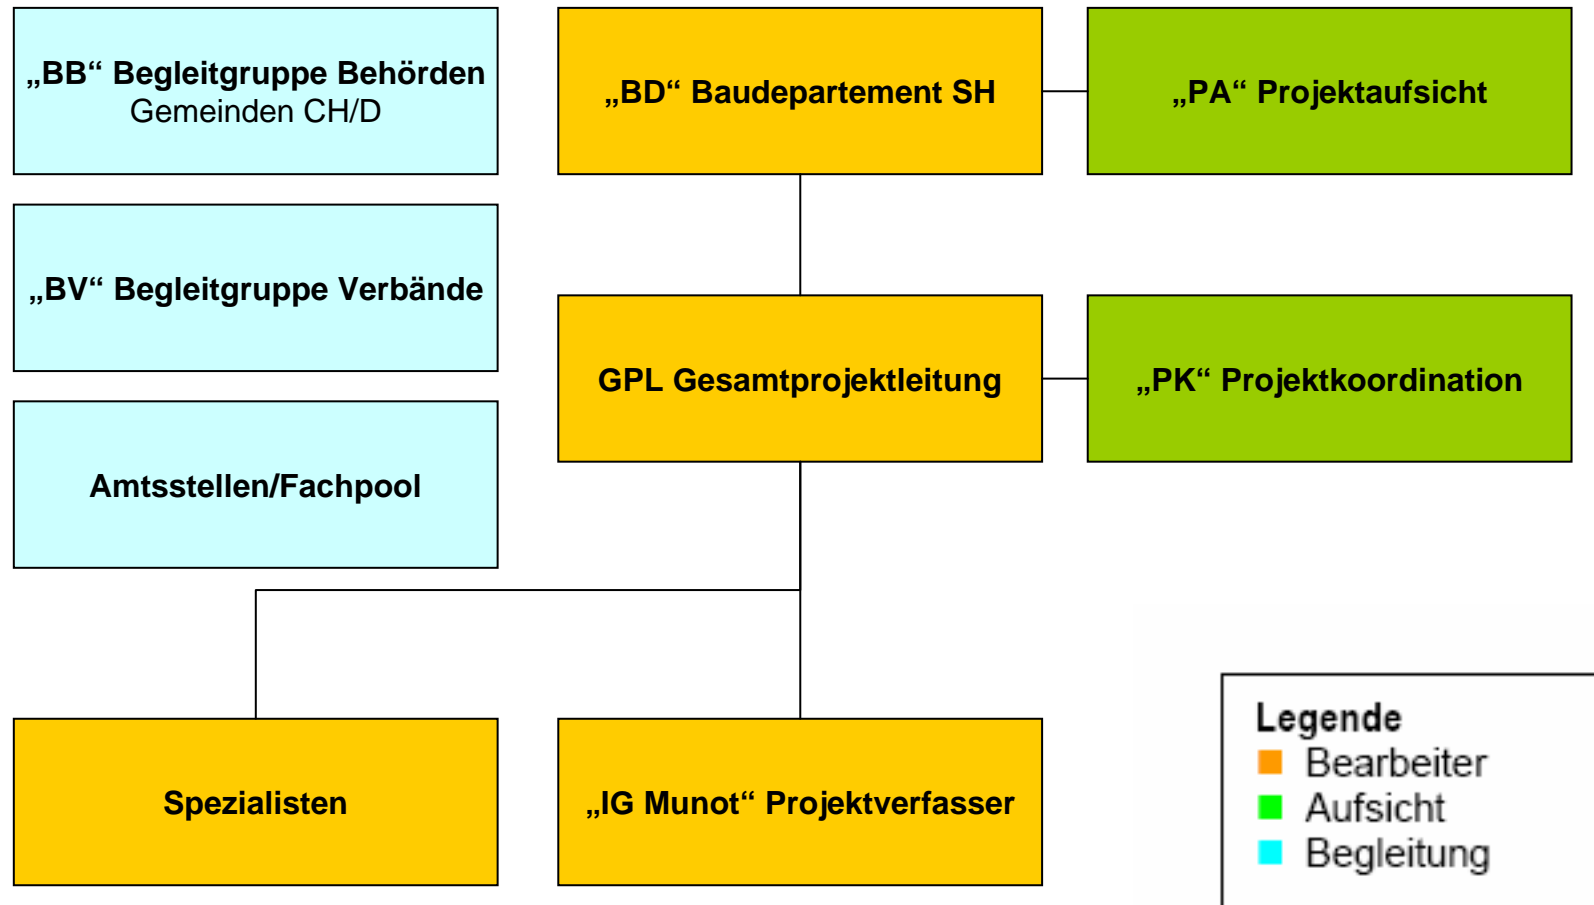 „BB“ Begleitgruppe Behörden
Gemeinden CH/D
„BD“ Baudepartement SH
„PA“ Projektaufsicht
„BV“ Begleitgruppe Verbände
GPL Gesamtprojektleitung
„PK“ Projektkoordination
Amtsstellen/Fachpool
Spezialisten
„IG Munot“ Projektverfasser
Legende
Bearbeiter
Aufsicht
Begleitung